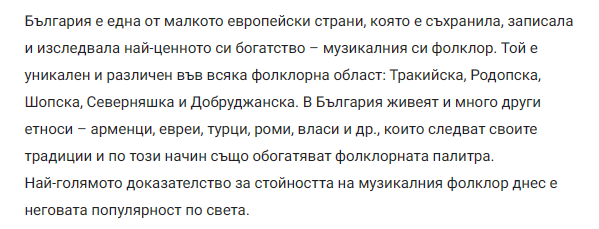 България е една от малкото европейски страни, която е съхранила, записала
и изследвала най-ценното си богатство – музикалния си фолклор. Той е
уникален и различен във всяка фолклорна област: Тракийска, Родопска,
Шопска, Северняшка и Добруджанска. В България живеят и много други
етноси – арменци, евреи, турци, роми, власи и др., които следват своите
традиции и по този начин също обогатяват фолклорната палитра.
Най-голямото доказателство за стойността на музикалния фолклор днес е
неговата популярност по света.